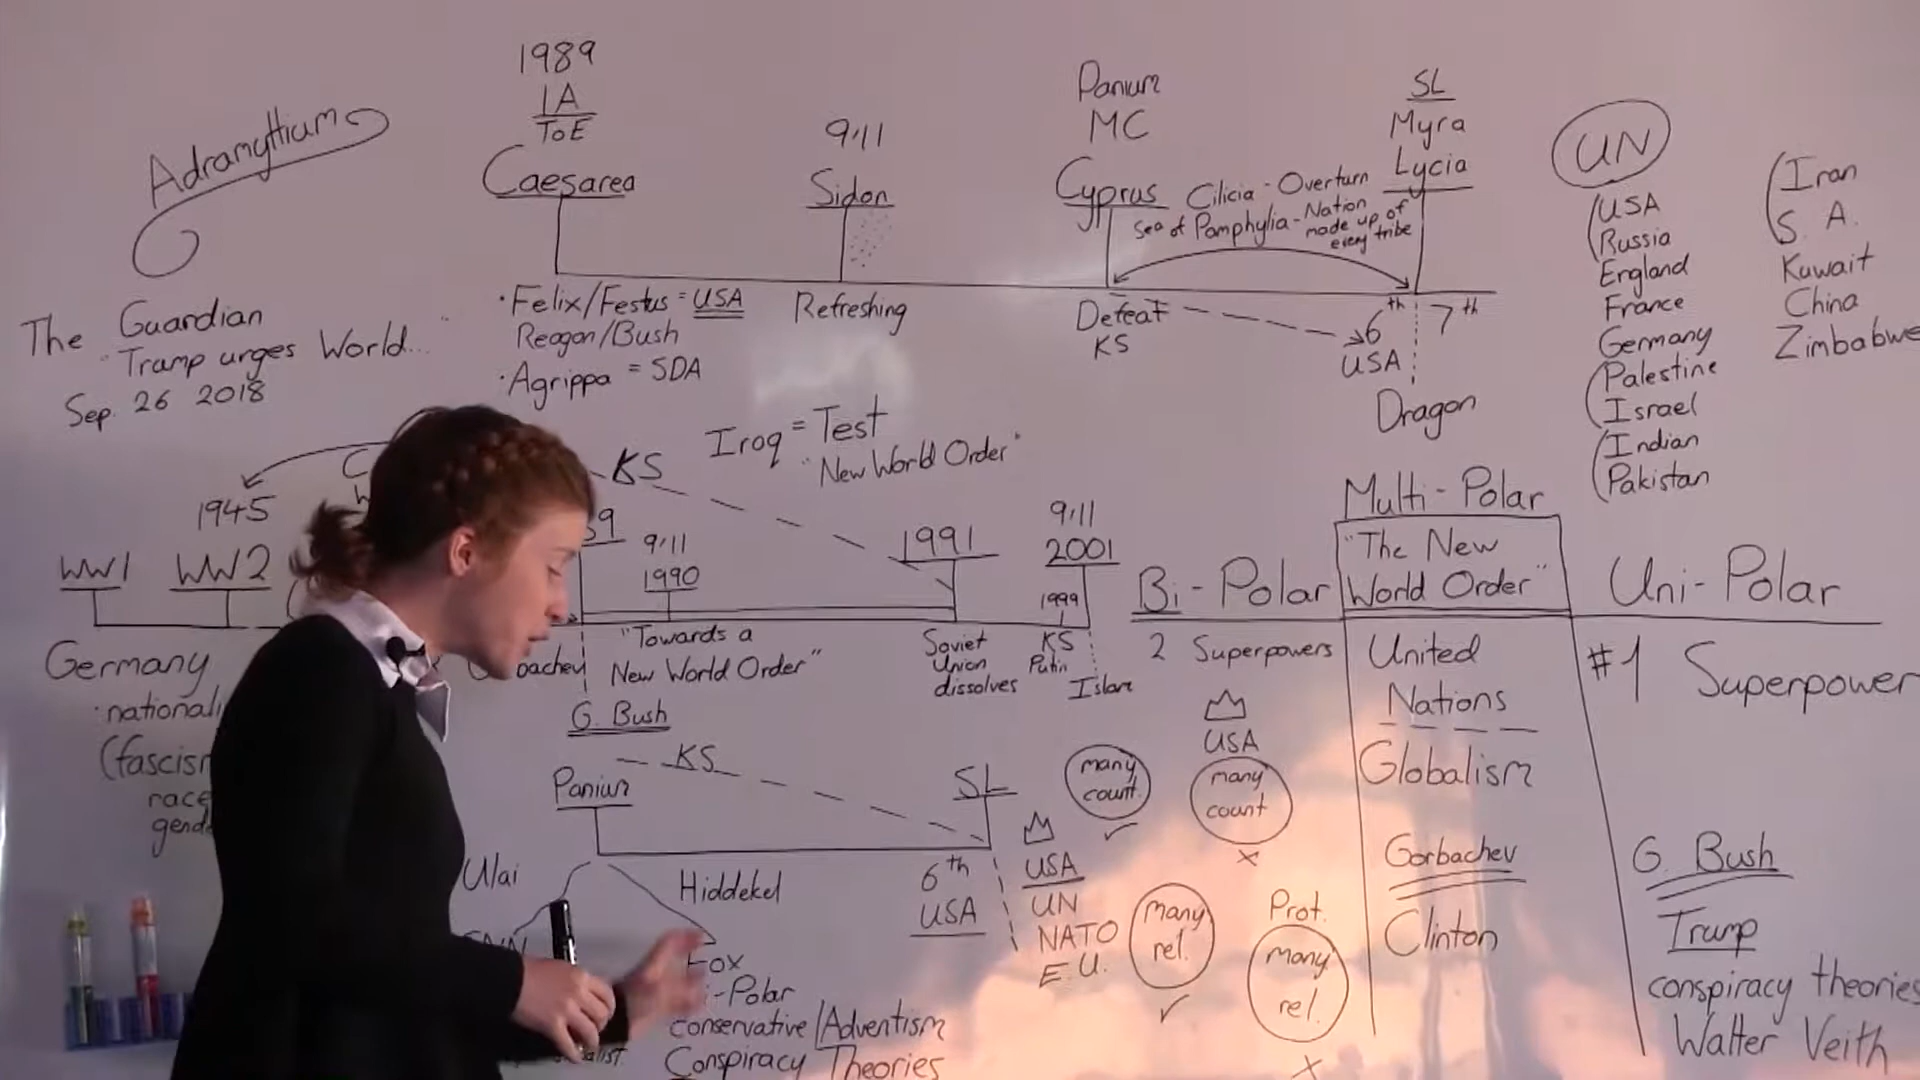 Adramyttium
The Guardian
"Trump urges World..."
Sep. 26 2018
1989
1A
ToE
Caesarea
9/11
Sidon
Panium
MC
Cyprus
Cilicia - Overturn
Sea of Pamphylia - Nation
made up of
every tribe
SL
Myra
Lycia
· Felix/Festus = USA
Reagan/Bush
· Agrippa = SDA
Refreshing
Defeat
KS
6th
USA
7th
Dragon
UN
USA
Russia
England
France
Germany
Palestine
Israel
Indian
Pakistan
Iran
S. A.
Kuwait
China
Zimbabwe
KS
Iraq = Test
"New World Order"
1945
WW1
WW2
9/11
1990
1991
9/11
2001
1999
"Towards a
New World Order"
Soviet
Union
dissolves
KS
Putin
Islam
G. Bush
Germany
(fascis
race
gend
Panium
KS
SL
Ulai
Hiddekel
Fox
-Polar
conservative/Adventism
Conspiracy Theories
6th
USA
USA
UN
NATO
E.U.
many
count.
✓
USA
many
count
x
many
rel.
✓
Prot.
many
rel.
x
Multi-Polar
Bi-Polar
"The New
World Order"
Uni-Polar
2 Superpowers
United
Nations
Globalism
Gorbachev
Clinton
#1 Superpower
G. Bush
Trump
conspiracy theories
Walter Veith